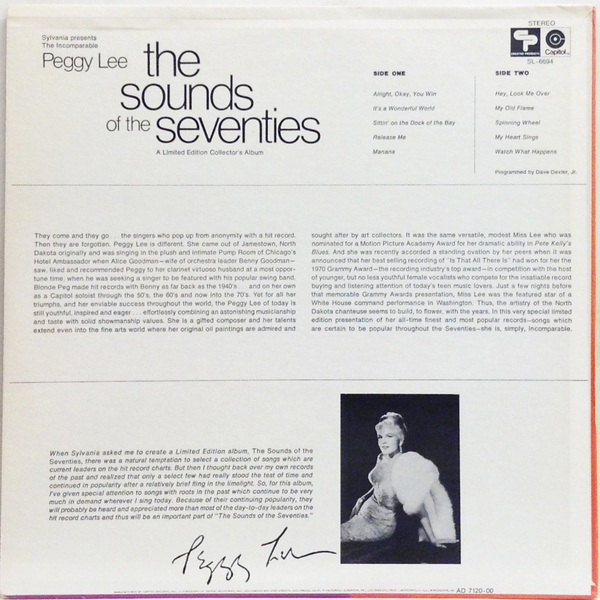 Sylvania presents
The Incomparable
Peggy Lee the
sounds
of the seventies
A Limited Edition Collector's Album
STEREO
CREATIVE PRODUCTS Capitol
SL-6694
SIDE ONE
Allright, Okay, You Win
It's a Wonderful World
Sittin' on the Dock of the Bay
Release Me
Manana
SIDE TWO
Hey, Look Me Over
My Old Flame
Spinning Wheel
My Heart Sings
Watch What Happens
Programmed by Dave Dexter, Jr.
They come and they go . . . the singers who pop up from anonymity with a hit record.
Then they are forgotten. Peggy Lee is different. She came out of Jamestown, North
Dakota originally and was singing in the plush and intimate Pump Room of Chicago's
Hotel Ambassador when Alice Goodman—wife of orchestra leader Benny Goodman—
saw, liked and recommended Peggy to her clarinet virtuoso husband at a most oppor-
tune time, when he was seeking a singer to be featured with his popular swing band.
Blonde Peg made hit records with Benny as far back as the 1940's . . . and on her own
as a Capitol soloist through the 50's, the 60's and now into the 70's. Yet for all her
triumphs, and her enviable success throughout the world, the Peggy Lee of today is
still youthful, inspired and eager . . . effortlessly combining an astonishing musicianship
and taste with solid showmanship values. She is a gifted composer and her talents
extend even into the fine arts world where her original oil paintings are admired and
sought after by art collectors. It was the same versatile, modest Miss Lee who was
nominated for a Motion Picture Academy Award for her dramatic ability in Pete Kelly's
Blues. And she was recently accorded a standing ovation by her peers when it was
announced that her best selling recording of "Is That All There Is" had won for her the
1970 Grammy Award—the recording industry's top award—in competition with the host
of younger, but no less youthful female vocalists who compete for the insatiable record
buying and listening attention of today's teen music lovers. Just a few nights before
that memorable Grammy Awards presentation, Miss Lee was the featured star of a
White House command performance in Washington. Thus, the artistry of the North
Dakota chanteuse seems to build, to flower, with the years. In this very special limited
edition presentation of her all-time finest and most popular records—songs which
are certain to be popular throughout the Seventies—she is, simply, incomparable.
When Sylvania asked me to create a Limited Edition album, The Sounds of the
Seventies, there was a natural temptation to select a collection of songs which are
current leaders on the hit record charts. But then I thought back over my own records
of the past and realized that only a select few had really stood the test of time and
continued in popularity after a relatively brief fling in the limelight. So, for this album,
I've given special attention to songs with roots in the past which continue to be very
much in demand wherever I sing today. Because of their continuing popularity, they
will probably be heard and appreciated more than most of the day-to-day leaders on the
hit record charts and thus will be an important part of "The Sounds of the Seventies."
Peggy Lee
AD 7120-00